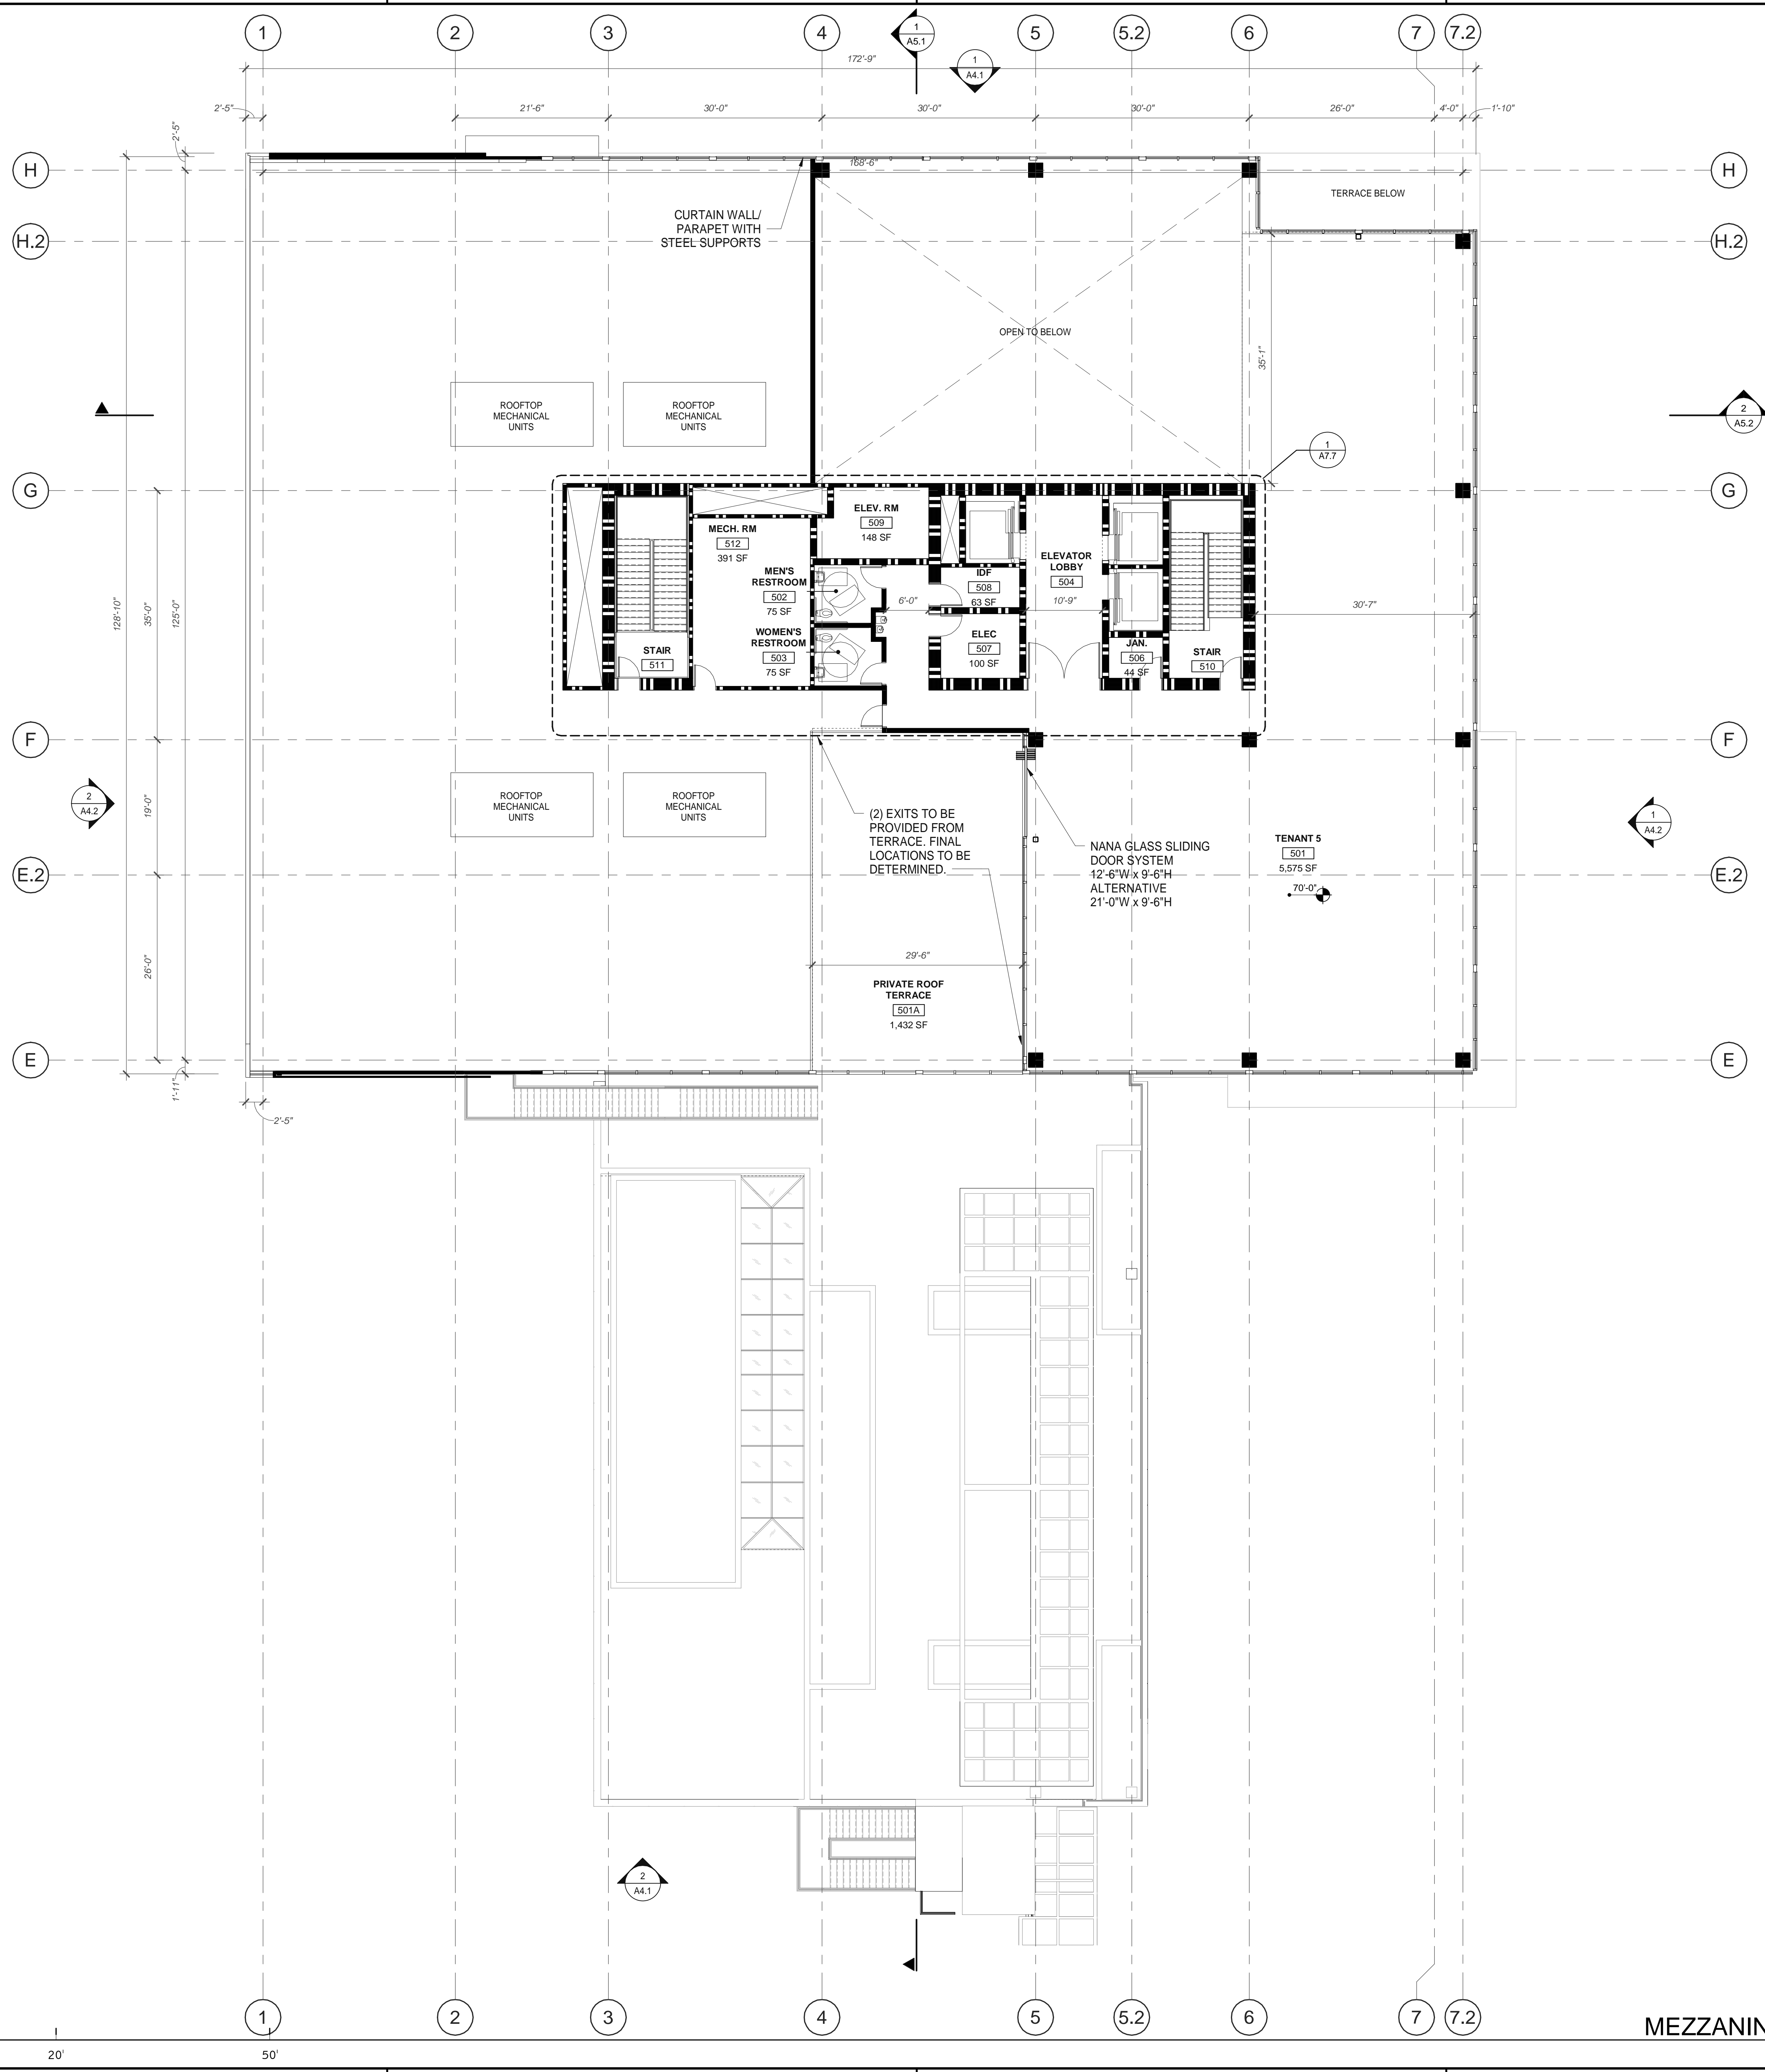 1
2
3
4
5
5.2
6
7
7.2
1
A5.1
1
A4.1
172'-9"
2'-5"
21'-6"
30'-0"
30'-0"
30'-0"
26'-0"
4'-0"
1'-10"
2'-5"
168'-6"
H
H
TERRACE BELOW
CURTAIN WALL/
PARAPET WITH
STEEL SUPPORTS
H.2
H.2
OPEN TO BELOW
35'-1"
ROOFTOP
MECHANICAL
UNITS
ROOFTOP
MECHANICAL
UNITS
2
A5.2
1
A7.7
G
G
ELEV. RM
509
148 SF
MECH. RM
512
391 SF
ELEVATOR
LOBBY
504
MEN'S
RESTROOM
502
75 SF
IDF
508
63 SF
6'-0"
10'-9"
30'-7"
128'-10"
35'-0"
125'-0"
WOMEN'S
RESTROOM
503
75 SF
ELEC
507
100 SF
JAN.
506
44 SF
STAIR
511
STAIR
510
F
F
ROOFTOP
MECHANICAL
UNITS
ROOFTOP
MECHANICAL
UNITS
2
A4.2
19'-0"
(2) EXITS TO BE
PROVIDED FROM
TERRACE. FINAL
LOCATIONS TO BE
DETERMINED.
NANA GLASS SLIDING
DOOR SYSTEM
12'-6"W x 9'-6"H
ALTERNATIVE
21'-0"W x 9'-6"H
TENANT 5
501
5,575 SF
70'-0"
1
A4.2
E.2
E.2
26'-0"
29'-6"
PRIVATE ROOF
TERRACE
501A
1,432 SF
E
E
1'-11"
2'-5"
2
A4.1
1
2
3
4
5
5.2
6
7
7.2
MEZZANIN
20'
50'